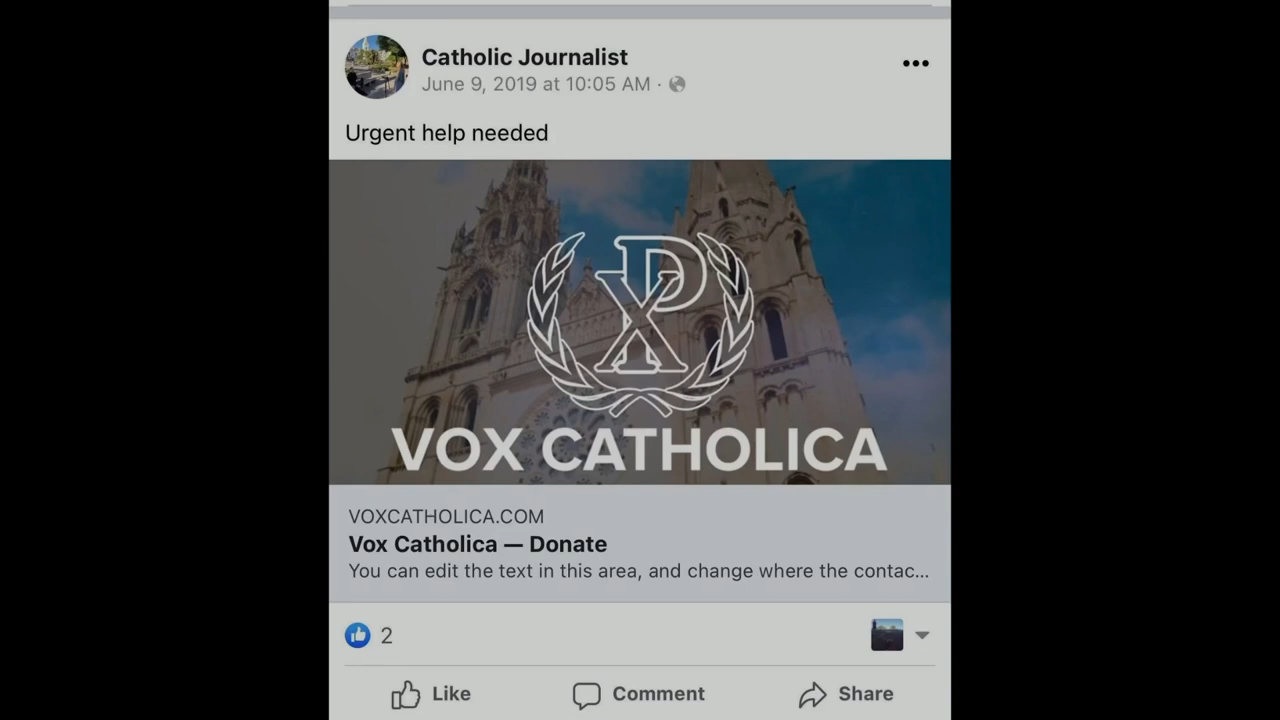 Catholic Journalist
June 9, 2019 at 10:05 AM ·
Urgent help needed
VOX CATHOLICA
VOXCATHOLICA.COM
Vox Catholica — Donate
You can edit the text in this area, and change where the contac...
2
Like
Comment
Share